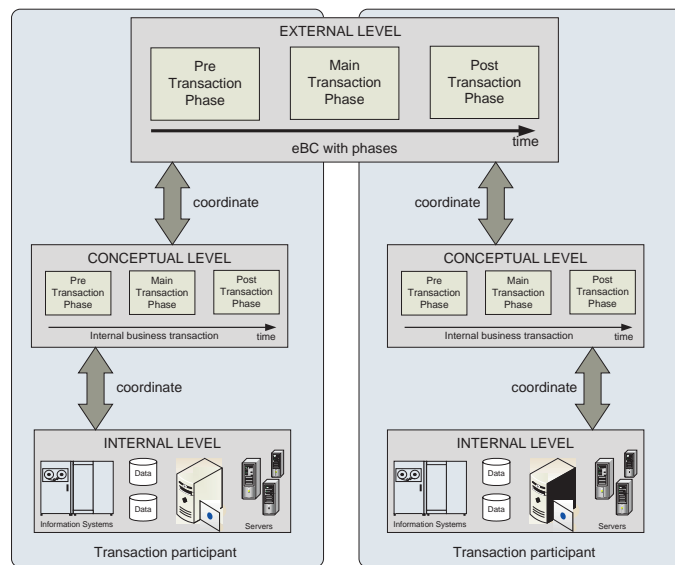 EXTERNAL LEVEL
Pre
Transaction
Phase
Main
Transaction
Phase
Post
Transaction
Phase
time
eBC with phases
coordinate
coordinate
CONCEPTUAL LEVEL
Pre
Transaction
Phase
Main
Transaction
Phase
Post
Transaction
Phase
Internal business transaction
time
CONCEPTUAL LEVEL
Pre
Transaction
Phase
Main
Transaction
Phase
Post
Transaction
Phase
Internal business transaction
time
coordinate
coordinate
INTERNAL LEVEL
Data
Data
Information Systems
Servers
Transaction participant
INTERNAL LEVEL
Data
Data
Information Systems
Servers
Transaction participant